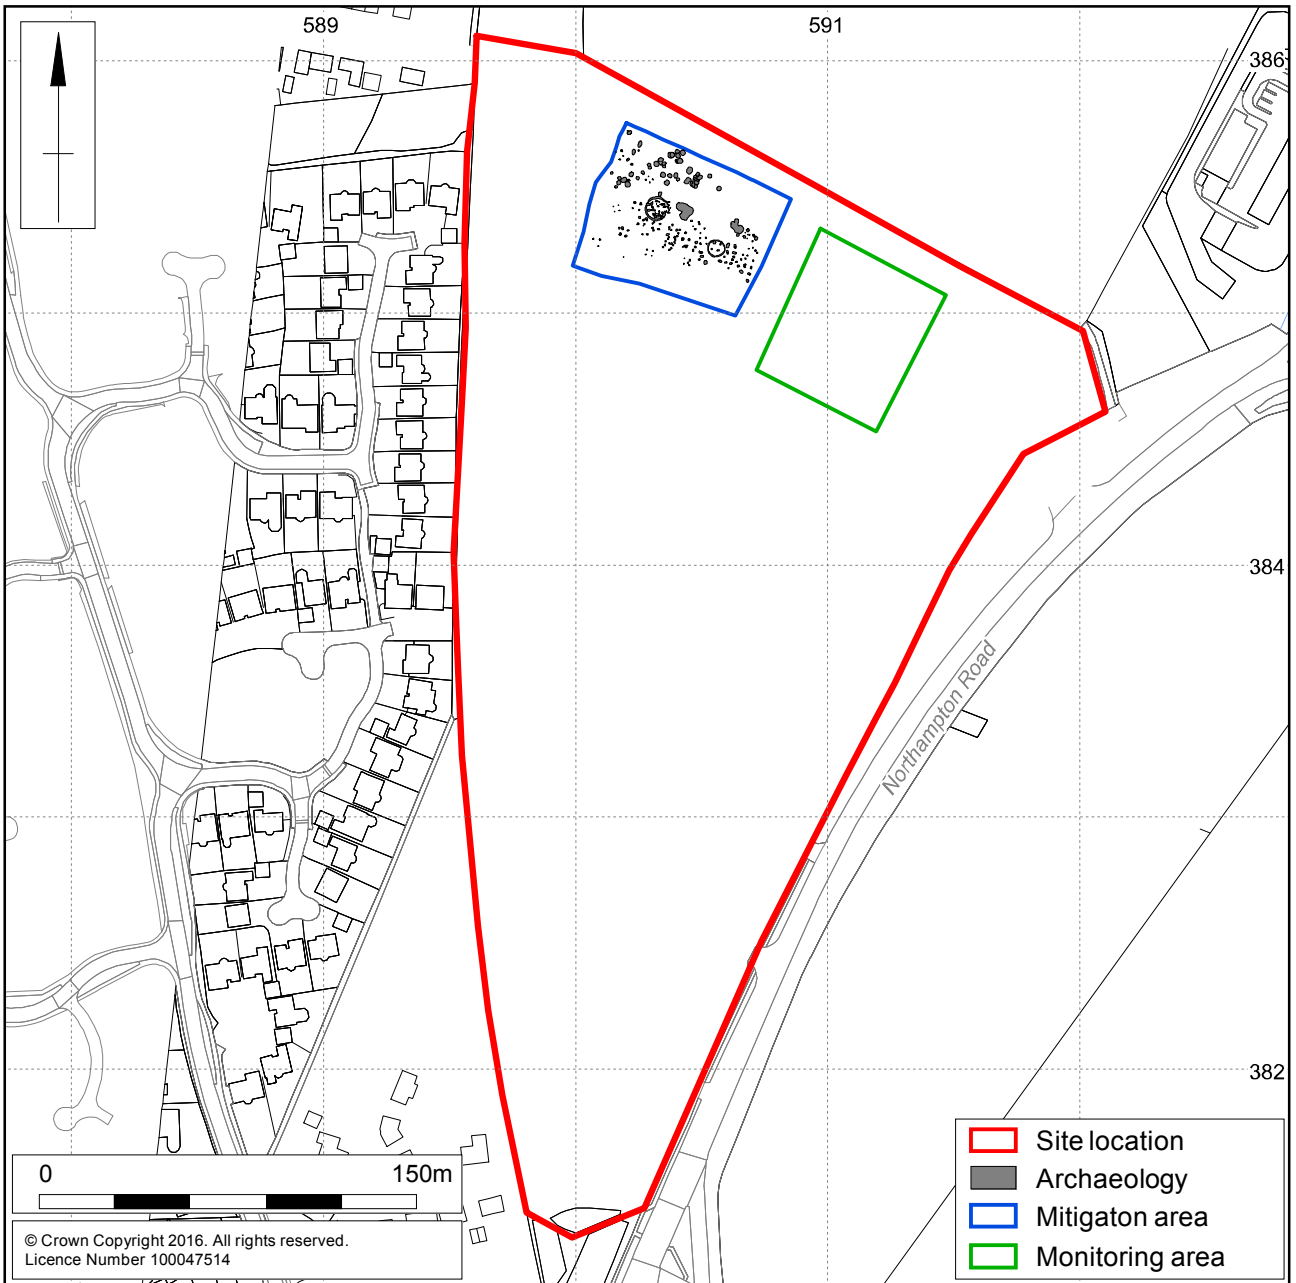 589
591
386
384
Northampton Road
382
0 150m
© Crown Copyright 2016. All rights reserved.
Licence Number 100047514
Site location
Archaeology
Mitigaton area
Monitoring area